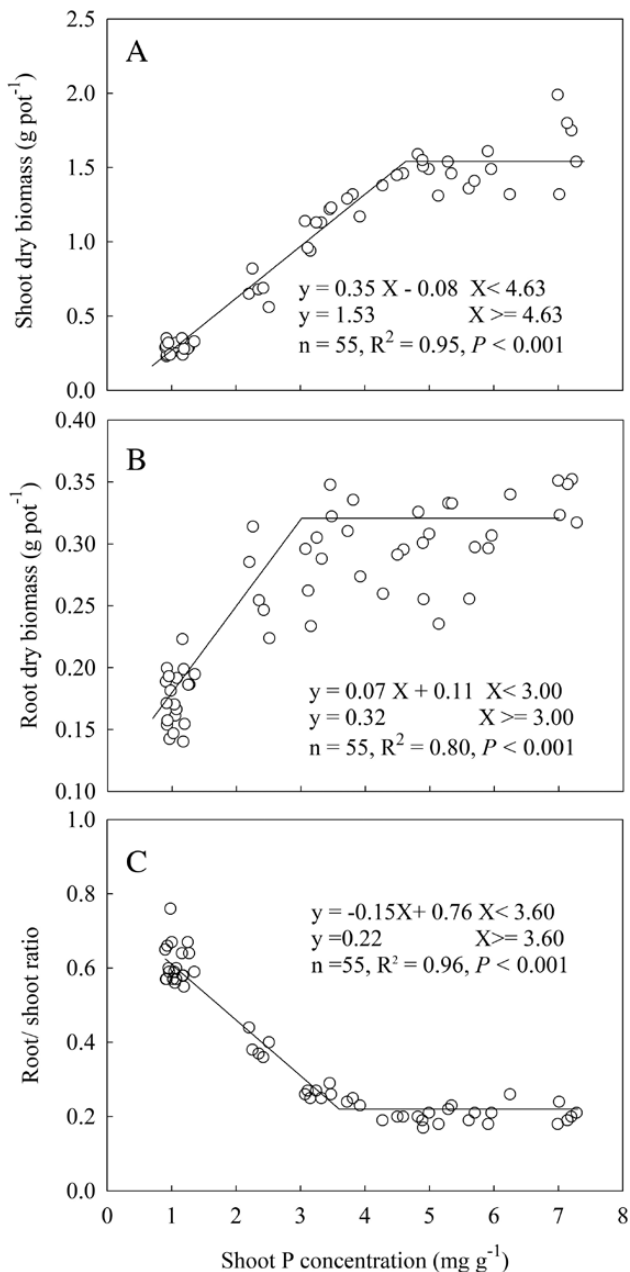 A
Shoot dry biomass (g pot⁻¹)
2.5
2.0
1.5
1.0
0.5
0.0
y = 0.35 X - 0.08 X< 4.63
y = 1.53 X >= 4.63
n = 55, R² = 0.95, P < 0.001
B
Root dry biomass (g pot⁻¹)
0.40
0.35
0.30
0.25
0.20
0.15
0.10
y = 0.07 X + 0.11 X< 3.00
y = 0.32 X >= 3.00
n = 55, R² = 0.80, P < 0.001
C
Root/ shoot ratio
1.0
0.8
0.6
0.4
0.2
0.0
y = -0.15X+ 0.76 X< 3.60
y =0.22 X>= 3.60
n =55, R² = 0.96, P < 0.001
0 1 2 3 4 5 6 7 8
Shoot P concentration (mg g⁻¹)